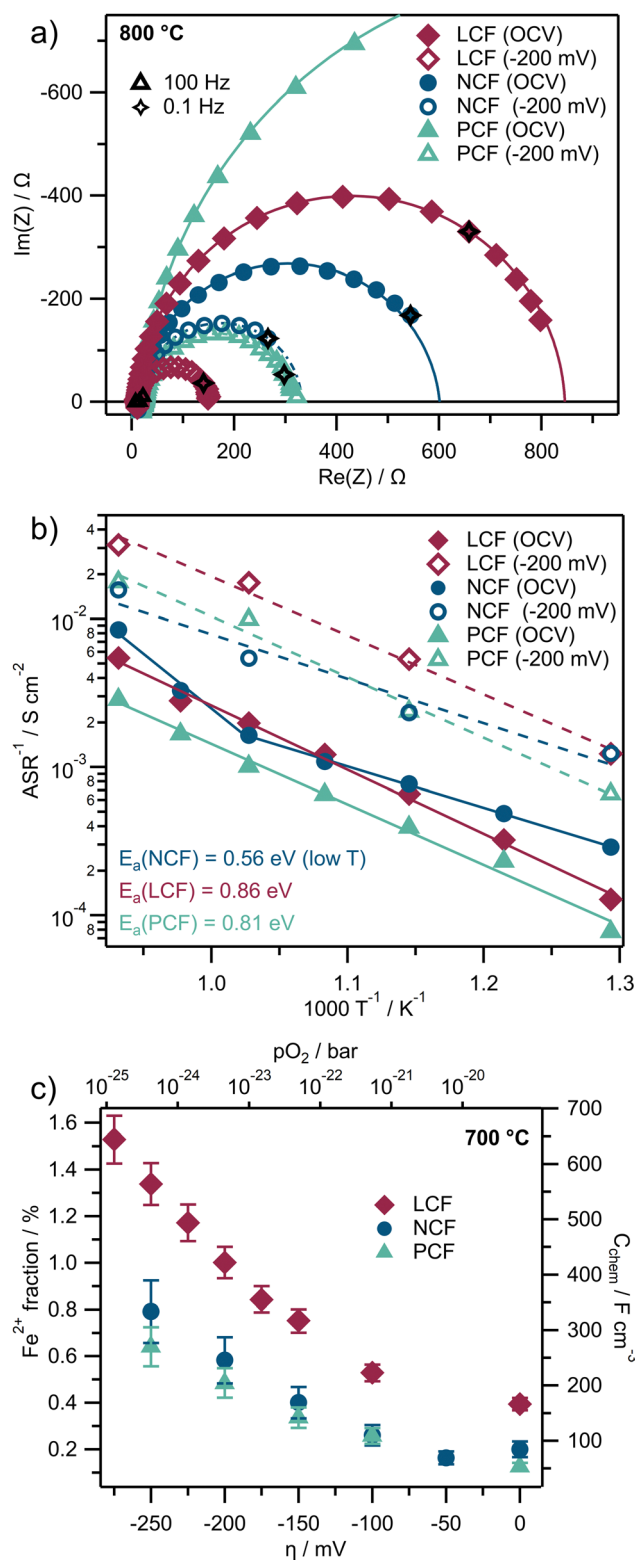 a)
800 °C
100 Hz
0.1 Hz
LCF (OCV)
LCF (-200 mV)
NCF (OCV)
NCF (-200 mV)
PCF (OCV)
PCF (-200 mV)
Im(Z) / Ω
-600
-400
-200
0
0
200
400
600
800
Re(Z) / Ω
b)
LCF (OCV)
LCF (-200 mV)
NCF (OCV)
NCF (-200 mV)
PCF (OCV)
PCF (-200 mV)
ASR⁻¹ / S cm⁻²
4
2
10⁻²
8
6
4
2
10⁻³
8
6
4
2
10⁻⁴
8
Eₐ(NCF) = 0.56 eV (low T)
Eₐ(LCF) = 0.86 eV
Eₐ(PCF) = 0.81 eV
1.0
1.1
1.2
1.3
1000 T⁻¹ / K⁻¹
c)
pO₂ / bar
10⁻²⁵
10⁻²⁴
10⁻²³
10⁻²²
10⁻²¹
10⁻²⁰
700 °C
LCF
NCF
PCF
Fe²⁺ fraction / %
1.6
1.4
1.2
1.0
0.8
0.6
0.4
0.2
700
600
500
400
300
200
100
C_chem / F cm⁻³
-250
-200
-150
-100
-50
0
η / mV